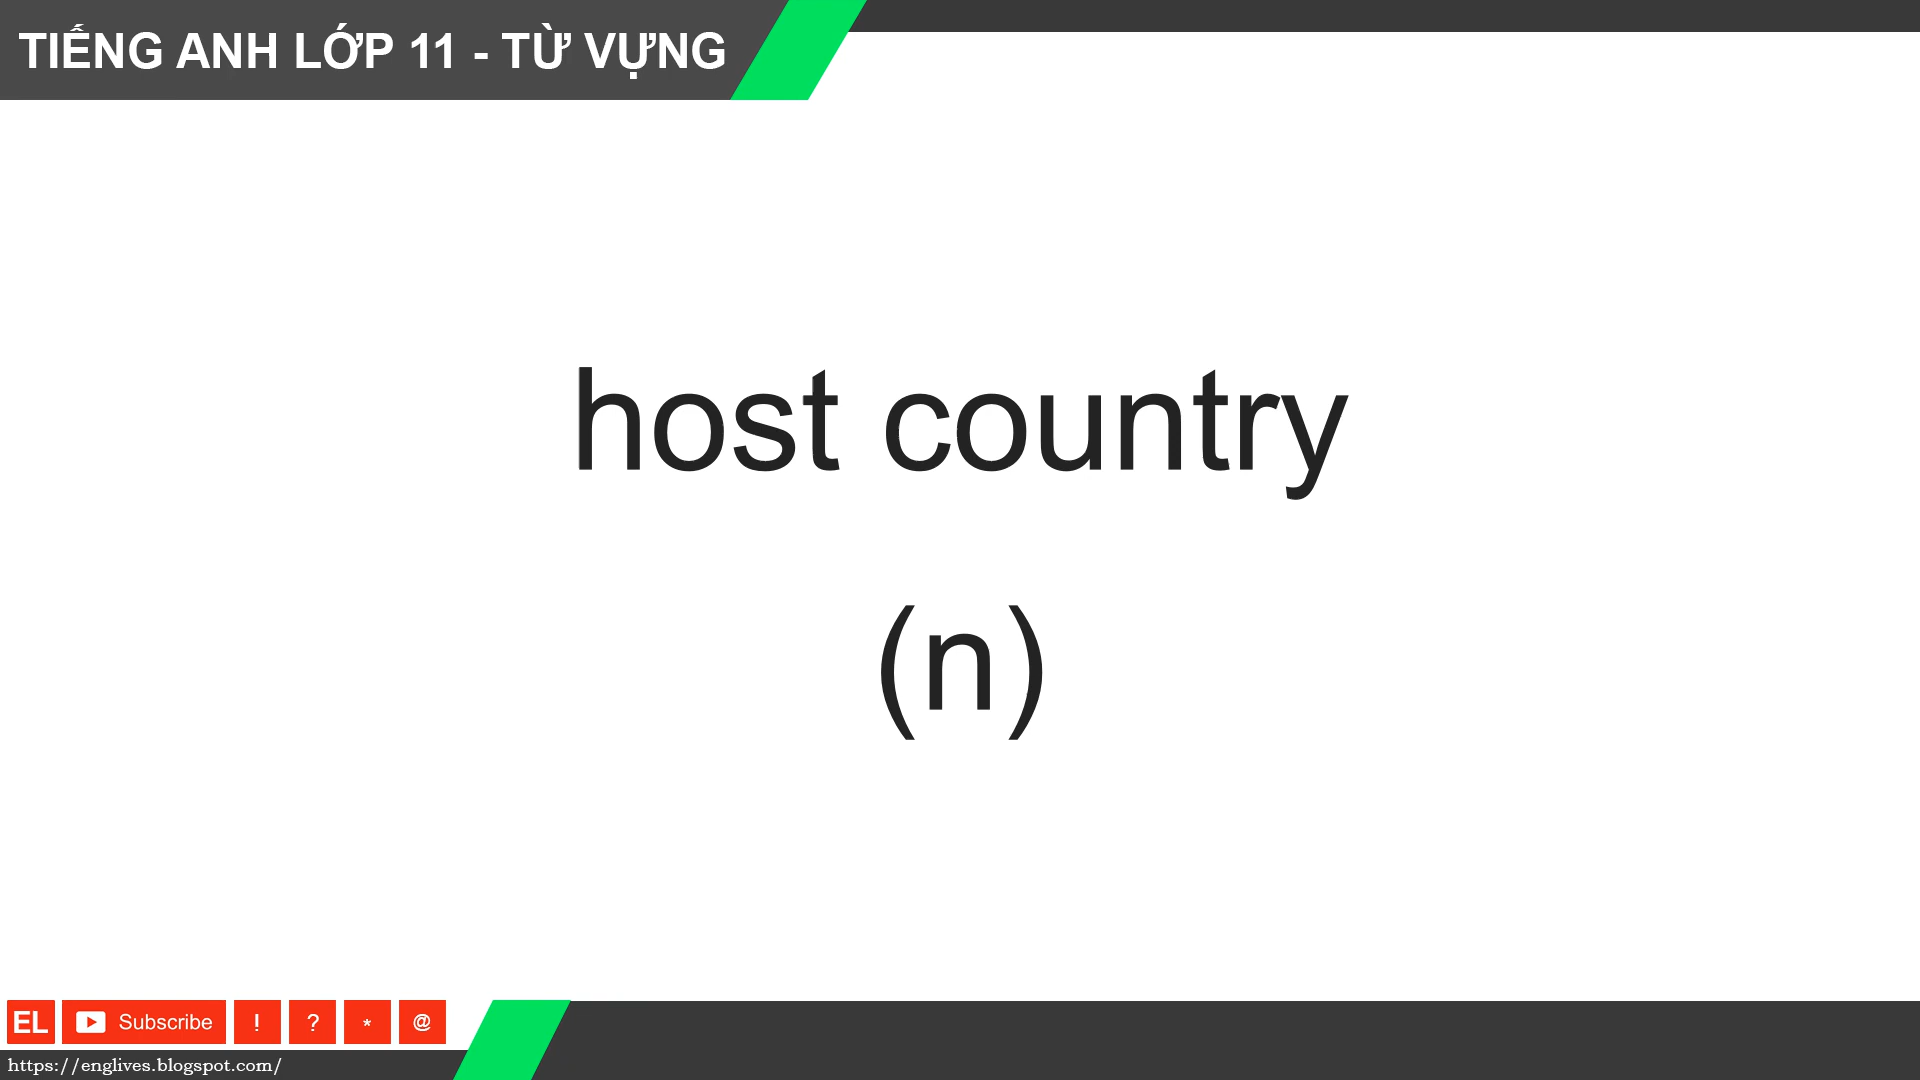 TIẾNG ANH LỚP 11 - TỪ VỰNG
host country
(n)
EL Subscribe ! ? * @
https://englives.blogspot.com/